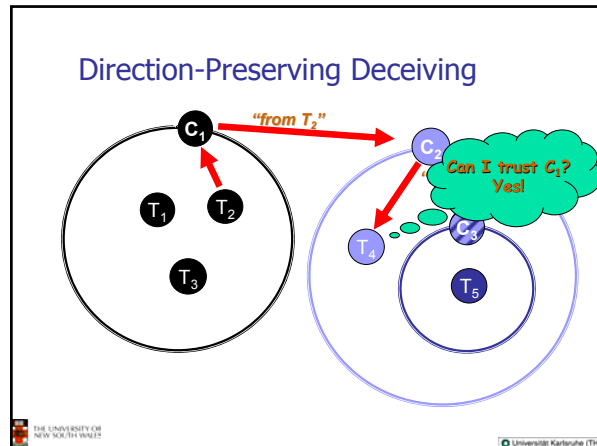 Direction-Preserving Deceiving
C₁
“from T₂”
C₂
“
Can I trust C₁?
Yes!
T₁
T₂
C₃
T₄
T₃
T₅
THE UNIVERSITY OF
NEW SOUTH WALES
Universität Karlsruhe (TH